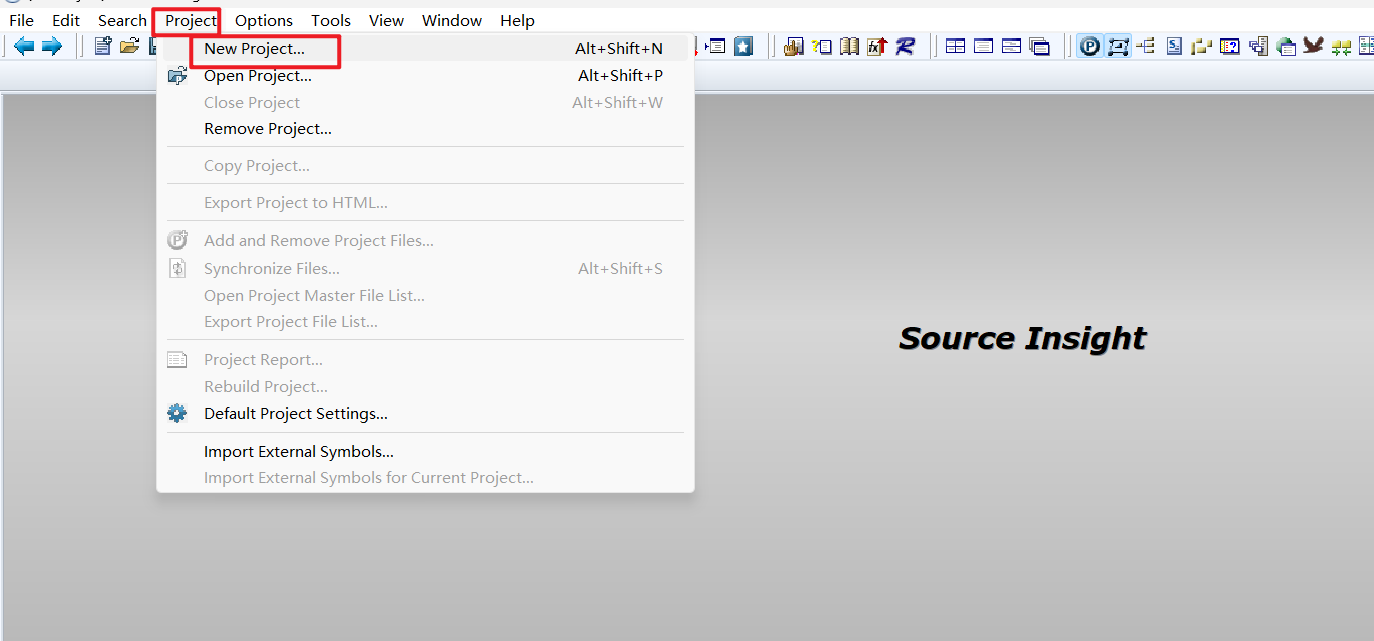 File Edit Search Project Options Tools View Window Help
New Project... Alt+Shift+N
Open Project... Alt+Shift+P
Close Project Alt+Shift+W
Remove Project...
Copy Project...
Export Project to HTML...
Add and Remove Project Files...
Synchronize Files... Alt+Shift+S
Open Project Master File List...
Export Project File List...
Project Report...
Rebuild Project...
Default Project Settings...
Import External Symbols...
Import External Symbols for Current Project...
Source Insight